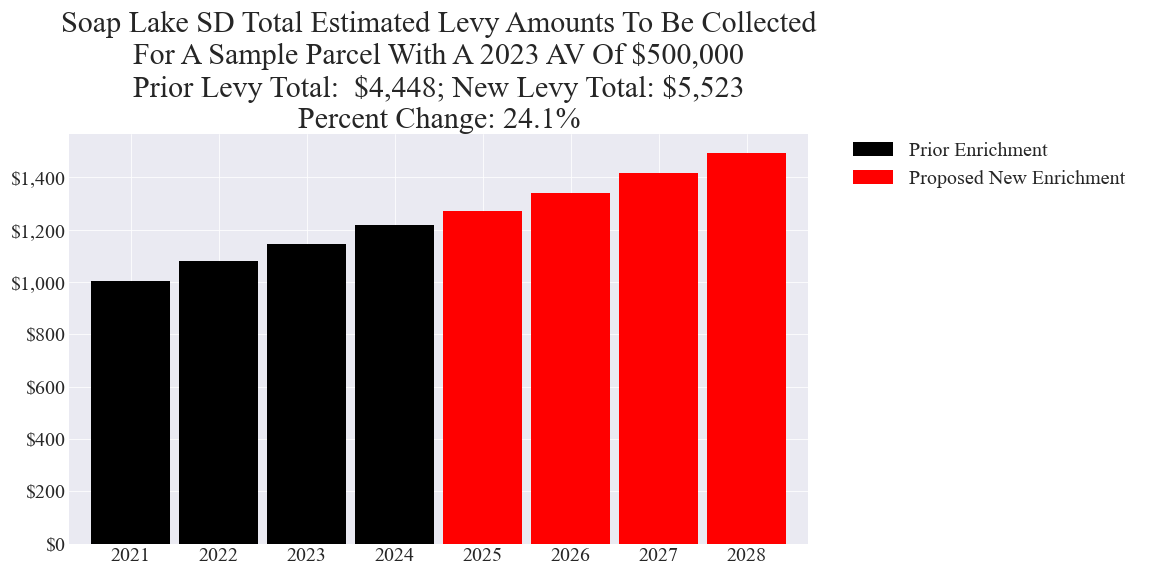 Soap Lake SD Total Estimated Levy Amounts To Be Collected
For A Sample Parcel With A 2023 AV Of $500,000
Prior Levy Total:  $4,448; New Levy Total: $5,523
Percent Change: 24.1%
Prior Enrichment
Proposed New Enrichment
$1,400
$1,200
$1,000
$800
$600
$400
$200
$0
2021 2022 2023 2024 2025 2026 2027 2028